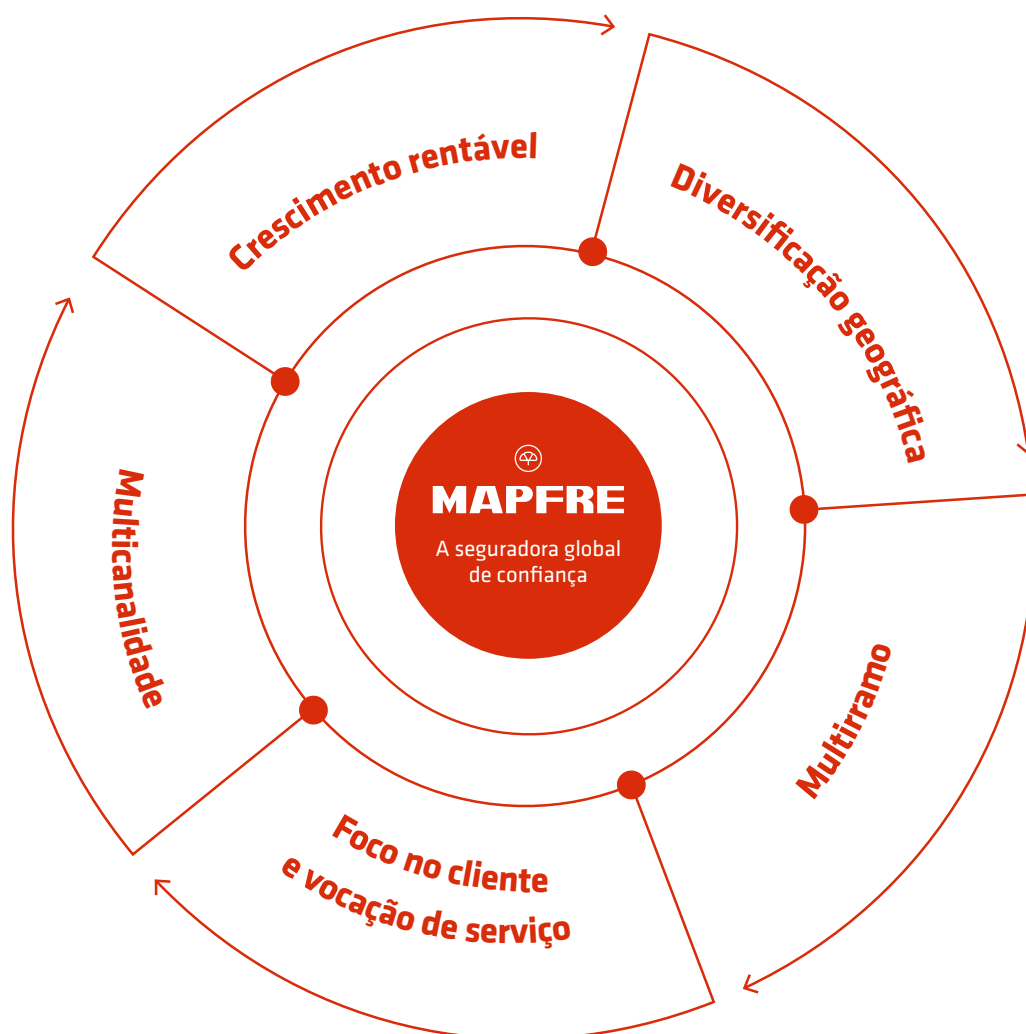 Crescimento rentável
Diversificação geográfica
Multirramo
Foco no cliente
e vocação de serviço
Multicanalidade
MAPFRE
A seguradora global
de confiança